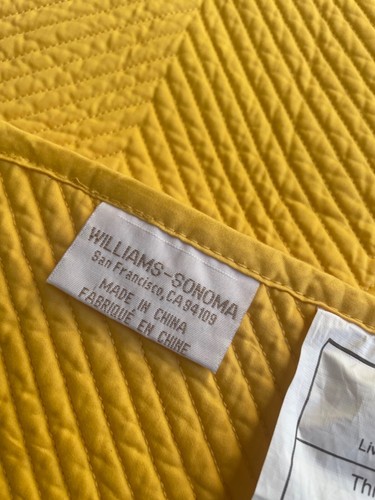 WILLIAMS-SONOMA
San Francisco, CA 94109
MADE IN CHINA
FABRIQUÉ EN CHINE